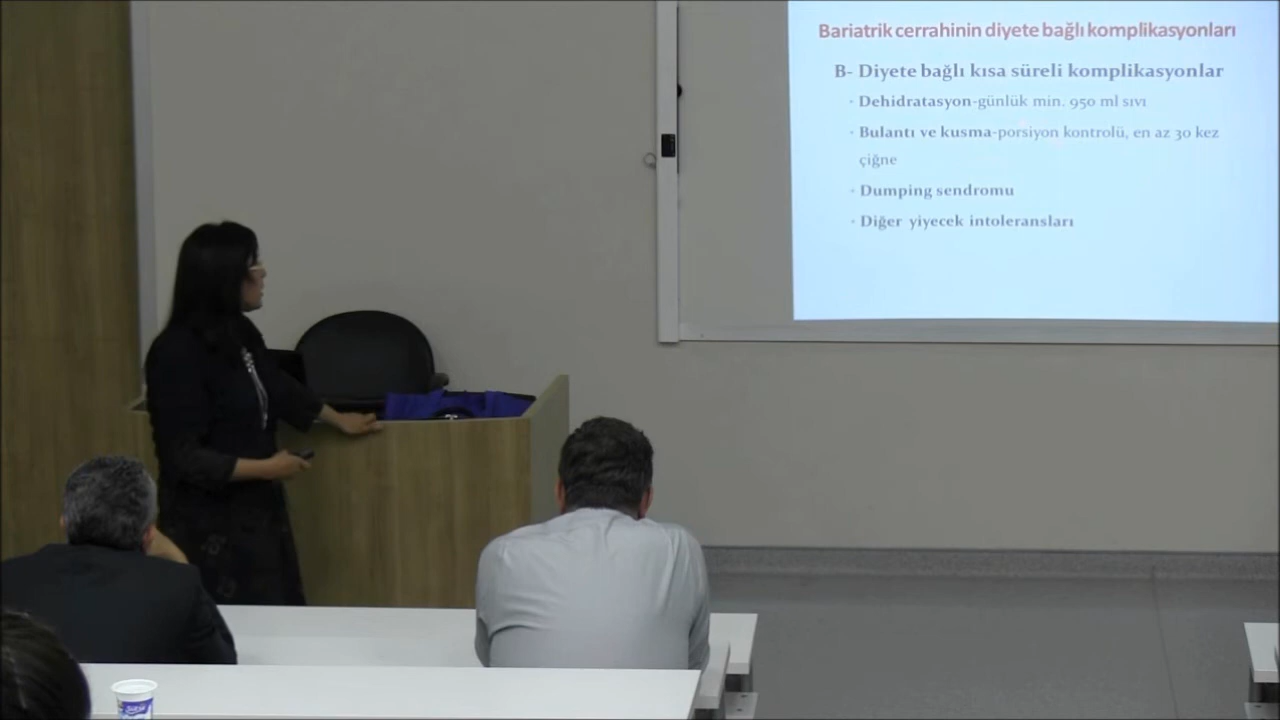 Bariatrik cerrahinin diyete bağlı komplikasyonları
B- Diyete bağlı kısa süreli komplikasyonlar
• Dehidratasyon-günlük min. 950 ml sıvı
• Bulantı ve kusma-porsiyon kontrolü, en az 30 kez
çiğne
• Dumping sendromu
• Diğer yiyecek intoleransları